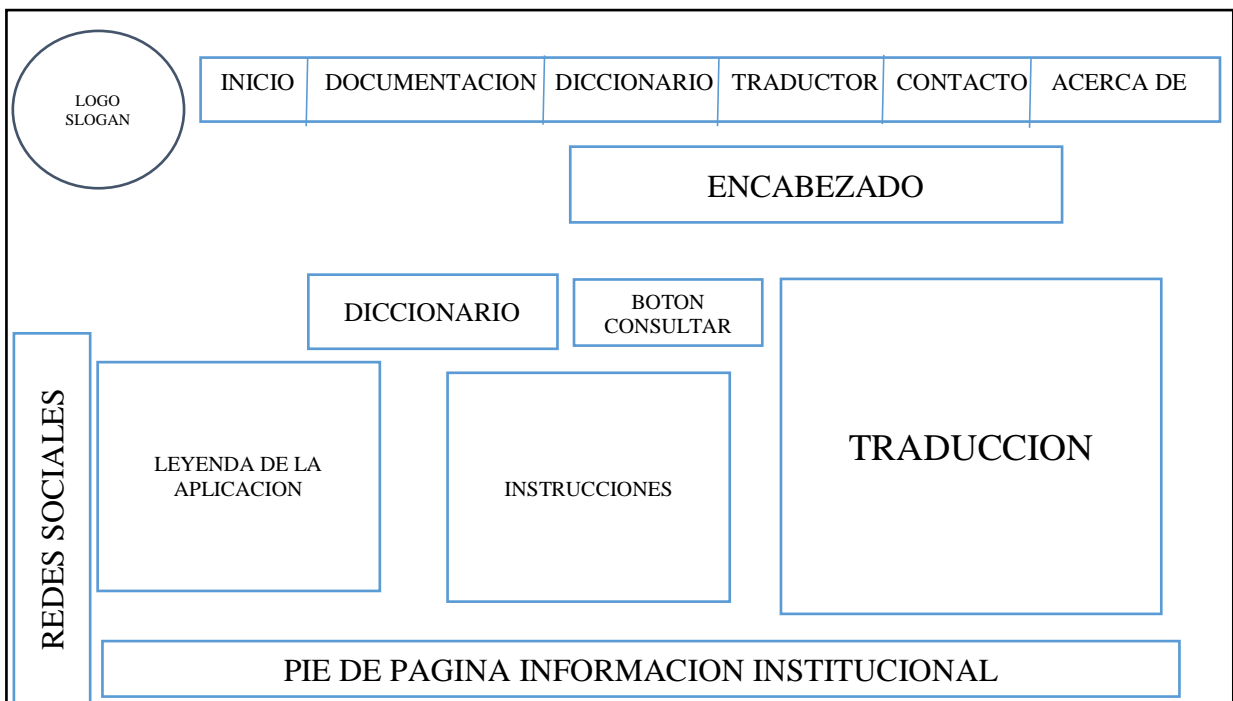 LOGO
SLOGAN
INICIO DOCUMENTACION DICCIONARIO TRADUCTOR CONTACTO ACERCA DE
ENCABEZADO
DICCIONARIO
BOTON
CONSULTAR
TRADUCCION
REDES SOCIALES
LEYENDA DE LA
APLICACION
INSTRUCCIONES
PIE DE PAGINA INFORMACION INSTITUCIONAL